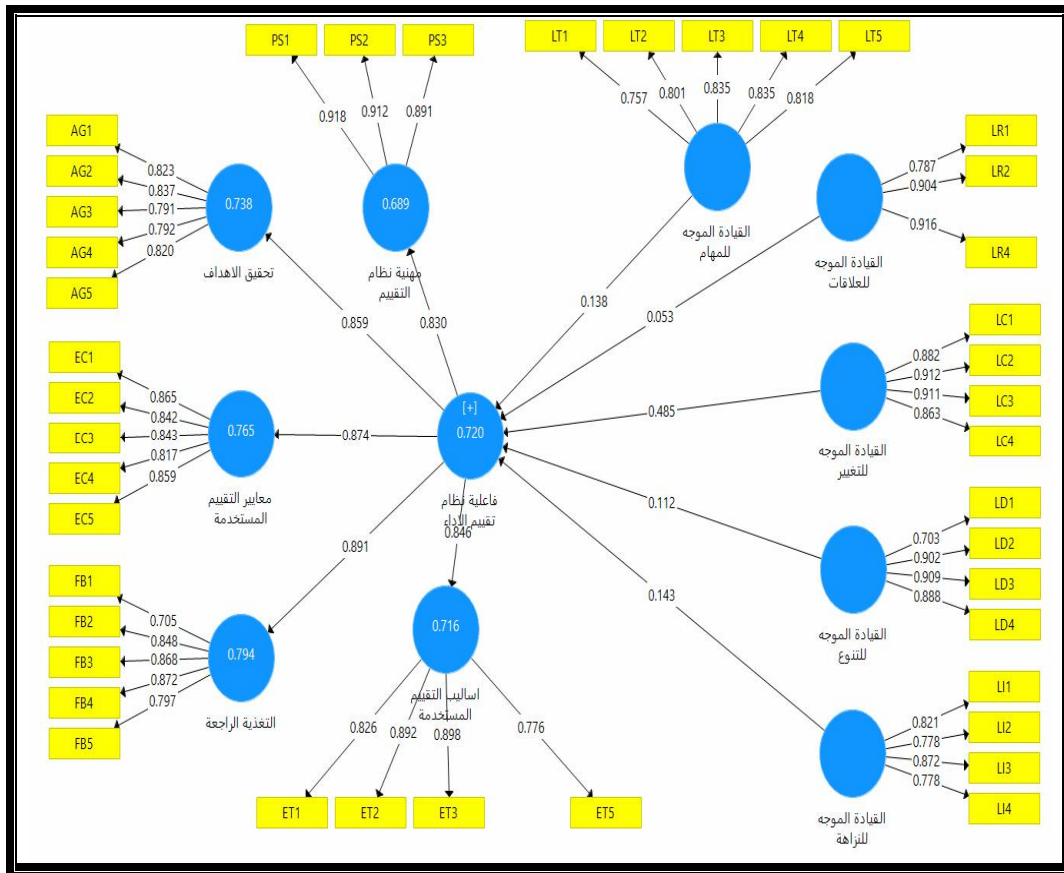 PS1
PS2
PS3
0.918
0.912
0.891
0.689
مهنية نظام
التقييم
LT1
LT2
LT3
LT4
LT5
0.757
0.801
0.835
0.835
0.818
القيادة الموجه
للمهام
AG1
AG2
AG3
AG4
AG5
0.823
0.837
0.791
0.792
0.820
0.738
تحقيق الاهداف
LR1
LR2
LR4
0.787
0.904
0.916
القيادة الموجه
للعلاقات
0.859
0.830
0.138
0.053
EC1
EC2
EC3
EC4
EC5
0.865
0.842
0.843
0.817
0.859
0.765
معايير التقييم
المستخدمة
0.874
[+]
0.720
فاعلية نظام
تقييم الاداء
0.846
0.485
LC1
LC2
LC3
LC4
0.882
0.912
0.911
0.863
القيادة الموجه
للتغيير
0.891
0.112
0.143
LD1
LD2
LD3
LD4
0.703
0.902
0.909
0.888
القيادة الموجه
للتنوع
FB1
FB2
FB3
FB4
FB5
0.705
0.848
0.868
0.872
0.797
0.794
التغذية الراجعة
0.716
اساليب التقييم
المستخدمة
0.826
0.892
0.898
0.776
ET1
ET2
ET3
ET5
LI1
LI2
LI3
LI4
0.821
0.778
0.872
0.778
القيادة الموجه
للنزاهة